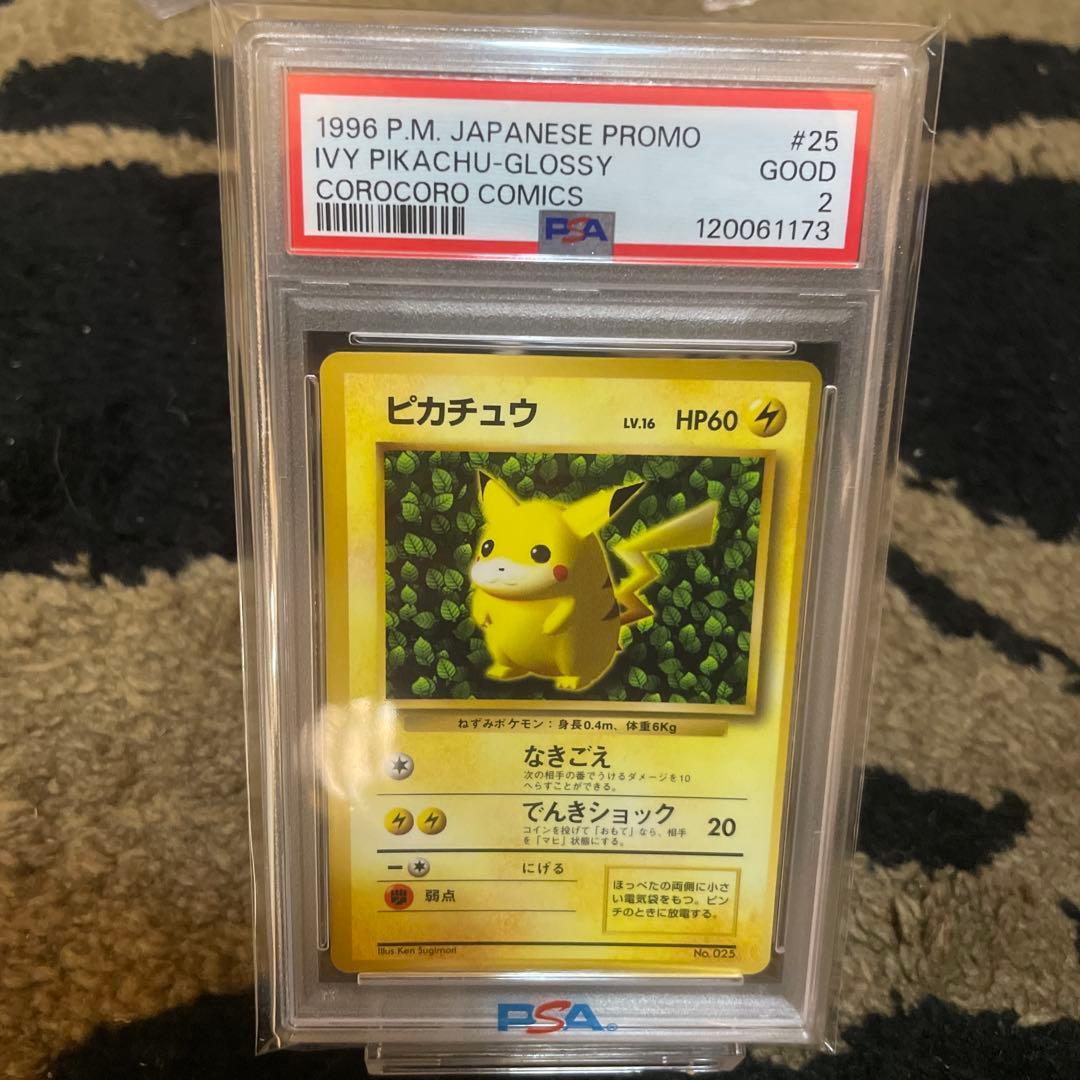 1996 P.M. JAPANESE PROMO #25
IVY PIKACHU-GLOSSY GOOD
COROCORO COMICS 2
PSA 120061173
ピカチュウ LV.16 HP60
ねずみポケモン：身長0.4m、体重6Kg
なきごえ
次の相手の番でうけるダメージを10
へらすことができる。
でんきショック 20
コインを投げて「おもて」なら、相手
を「マヒ」状態にする。
にげる
弱点
ほっぺたの両側に小さ
い電気袋をもつ。ピン
チのときに放電する。
Illus. Ken Sugimori No. 025
PSA®